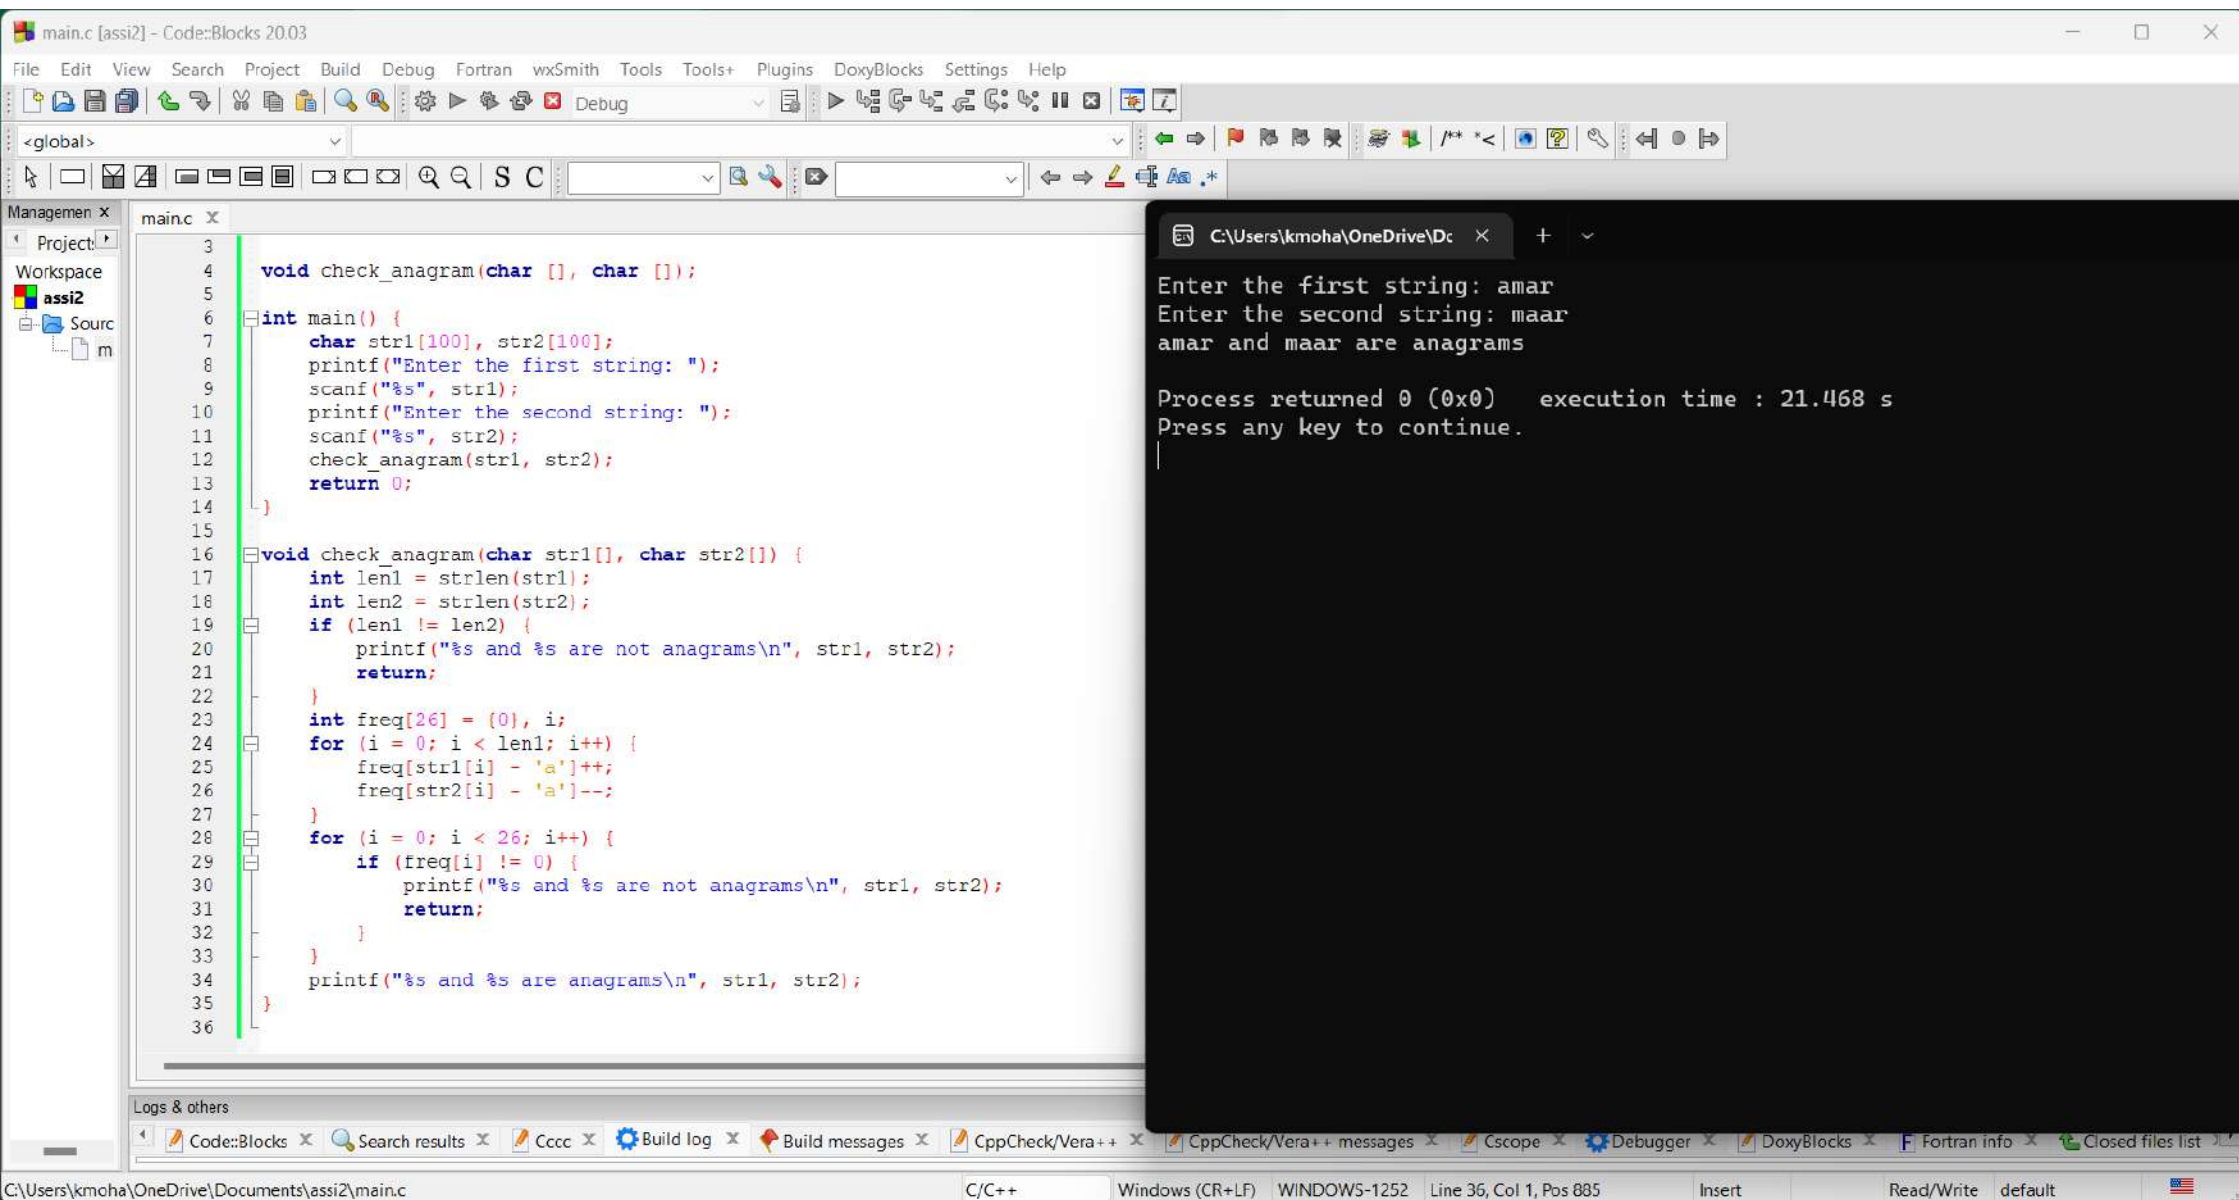 main.c [assi2] - Code::Blocks 20.03
File Edit View Search Project Build Debug Fortran wxSmith Tools Tools+ Plugins DoxyBlocks Settings Help
Debug
<global>
/** *<
S C
Aa .*
Managemen X
main.c X
Project:
Workspace
assi2
Sourc
m
3
4 void check_anagram(char [], char []);
5
6 int main() {
7     char str1[100], str2[100];
8     printf("Enter the first string: ");
9     scanf("%s", str1);
10     printf("Enter the second string: ");
11     scanf("%s", str2);
12     check_anagram(str1, str2);
13     return 0;
14 }
15
16 void check_anagram(char str1[], char str2[]) {
17     int len1 = strlen(str1);
18     int len2 = strlen(str2);
19     if (len1 != len2) {
20         printf("%s and %s are not anagrams\n", str1, str2);
21         return;
22     }
23     int freq[26] = {0}, i;
24     for (i = 0; i < len1; i++) {
25         freq[str1[i] - 'a']++;
26         freq[str2[i] - 'a']--;
27     }
28     for (i = 0; i < 26; i++) {
29         if (freq[i] != 0) {
30             printf("%s and %s are not anagrams\n", str1, str2);
31             return;
32         }
33     }
34     printf("%s and %s are anagrams\n", str1, str2);
35 }
36
C:\Users\kmoha\OneDrive\Dc
Enter the first string: amar
Enter the second string: maar
amar and maar are anagrams
Process returned 0 (0x0)   execution time : 21.468 s
Press any key to continue.
Logs & others
Code::Blocks X Search results X Cccc X Build log X Build messages X CppCheck/Vera++ X CppCheck/Vera++ messages X Cscope X Debugger X DoxyBlocks X Fortran info X Closed files list
C:\Users\kmoha\OneDrive\Documents\assi2\main.c C/C++ Windows (CR+LF) WINDOWS-1252 Line 36, Col 1, Pos 885 Insert Read/Write default